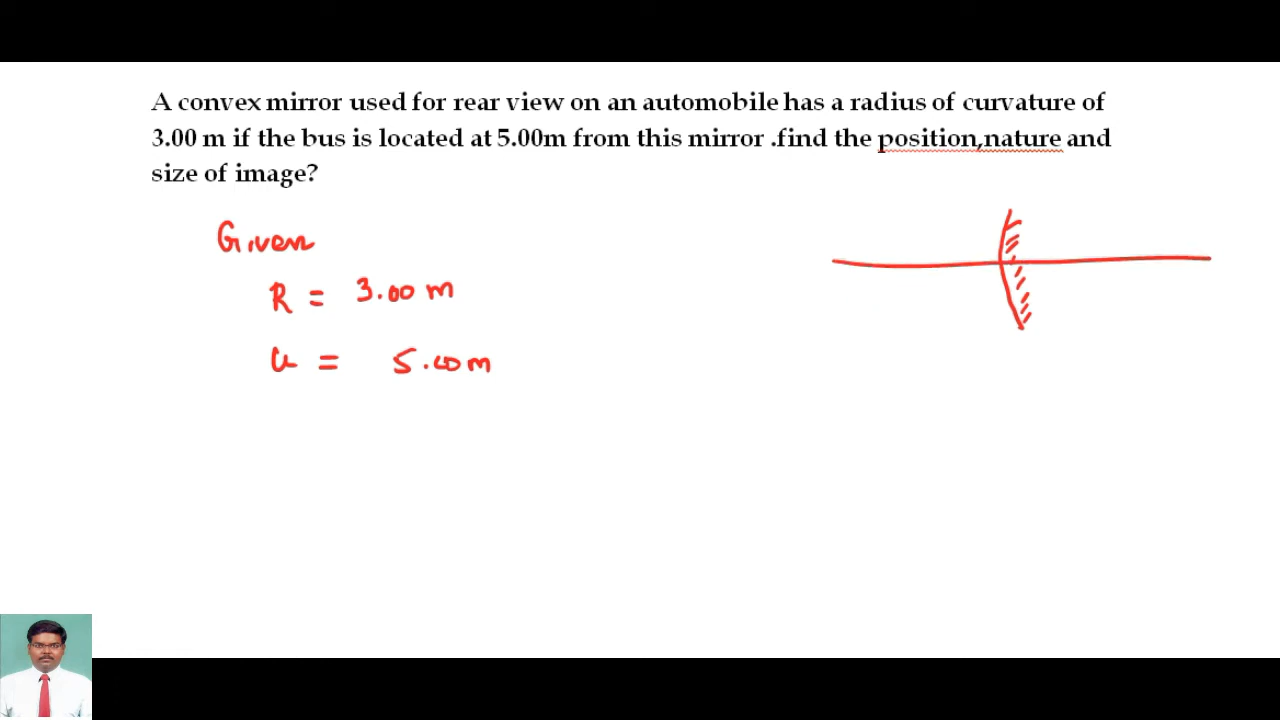 A convex mirror used for rear view on an automobile has a radius of curvature of
3.00 m if the bus is located at 5.00m from this mirror .find the position,nature and
size of image?
Given
R = 3.00 m
u = 5.00m